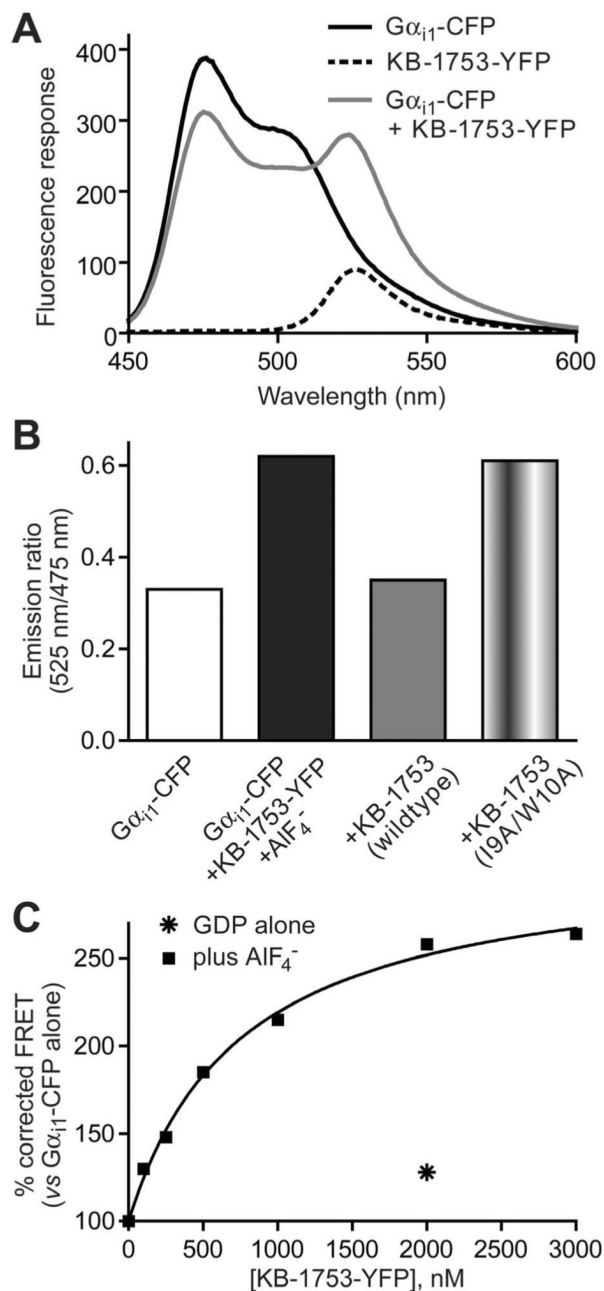 A
Gαi1-CFP
KB-1753-YFP
Gαi1-CFP
+ KB-1753-YFP
Fluorescence response
400
300
200
100
0
450
500
550
600
Wavelength (nm)
B
Emission ratio
(525 nm/475 nm)
0.6
0.4
0.2
0.0
Gαi1-CFP
Gαi1-CFP
+KB-1753-YFP
+AlF4-
+KB-1753
(wildtype)
+KB-1753
(I9A/W10A)
C
GDP alone
plus AlF4-
% corrected FRET
(vs Gαi1-CFP alone)
250
200
150
100
0
500
1000
1500
2000
2500
3000
[KB-1753-YFP], nM